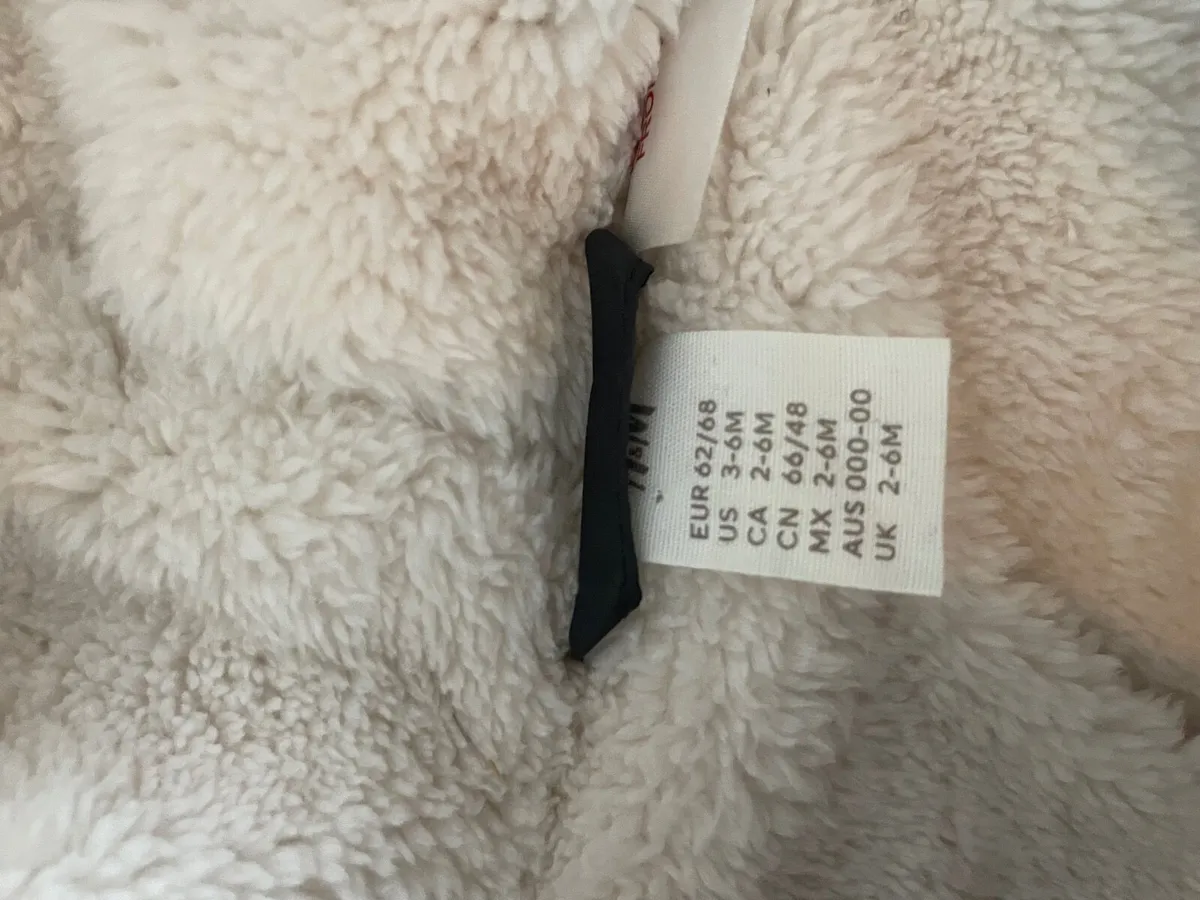 H&M
EUR 62/68
US 3-6M
CA 2-6M
CN 66/48
MX 2-6M
AUS 000-00
UK 2-6M